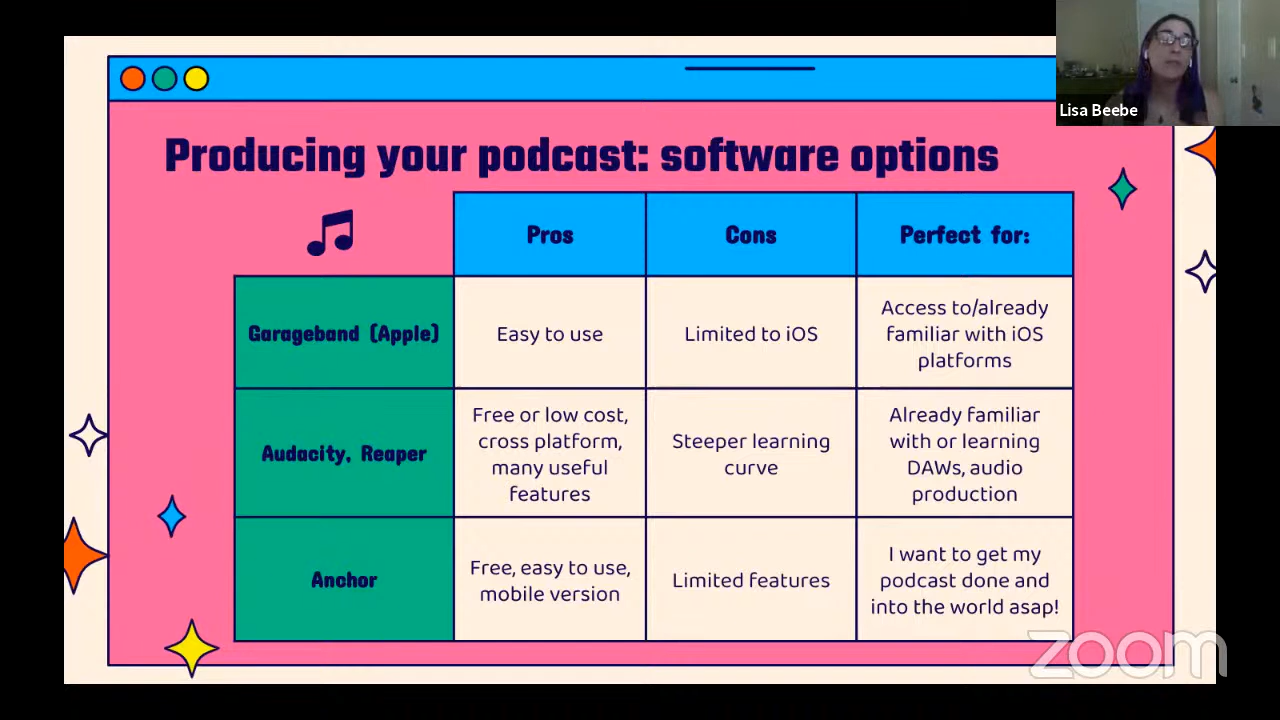 Lisa Beebe
Producing your podcast: software options
Pros
Cons
Perfect for:
Garageband (Apple)
Easy to use
Limited to iOS
Access to/already
familiar with iOS
platforms
Audacity, Reaper
Free or low cost,
cross platform,
many useful
features
Steeper learning
curve
Already familiar
with or learning
DAWs, audio
production
Anchor
Free, easy to use,
mobile version
Limited features
I want to get my
podcast done and
into the world asap!
zoom